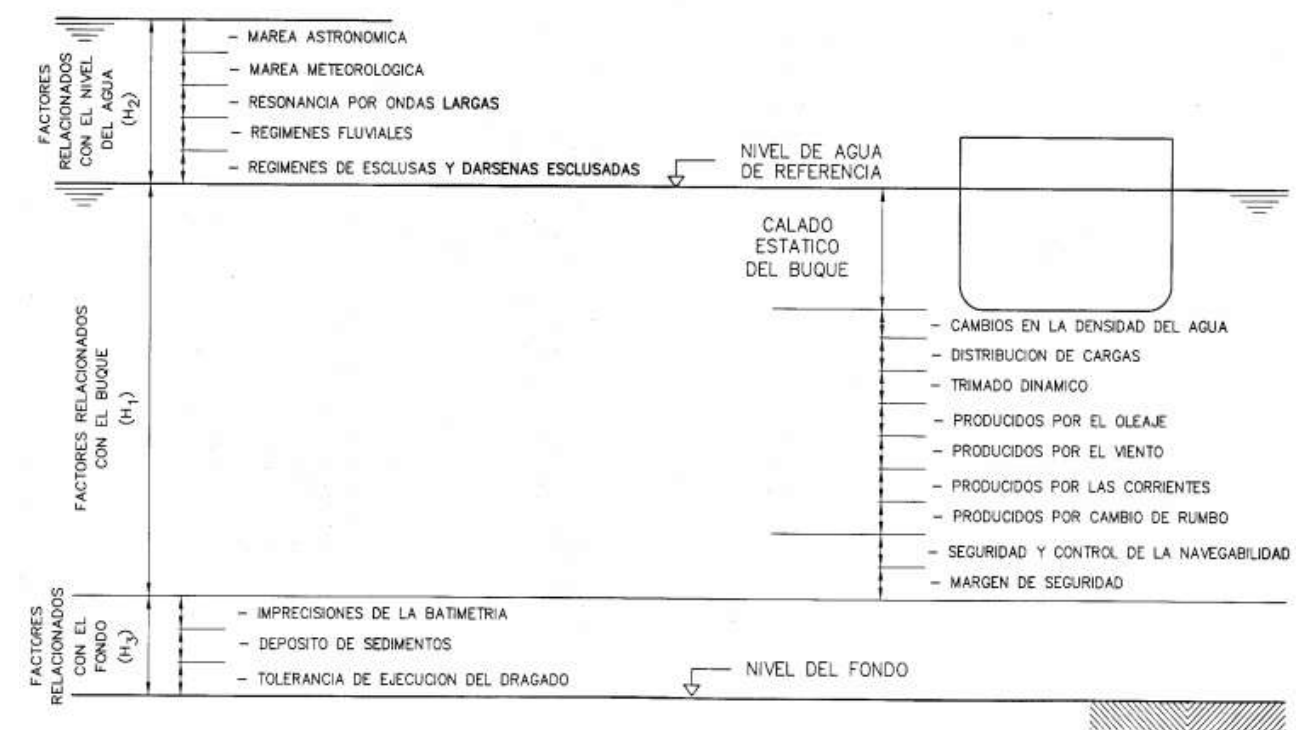 FACTORES
RELACIONADOS
CON EL NIVEL
DEL AGUA
(H2)
- MAREA ASTRONOMICA
- MAREA METEOROLOGICA
- RESONANCIA POR ONDAS LARGAS
- REGIMENES FLUVIALES
- REGIMENES DE ESCLUSAS Y DARSENAS ESCLUSADAS
NIVEL DE AGUA
DE REFERENCIA
CALADO
ESTATICO
DEL BUQUE
FACTORES RELACIONADOS
CON EL BUQUE
(H1)
- CAMBIOS EN LA DENSIDAD DEL AGUA
- DISTRIBUCION DE CARGAS
- TRIMADO DINAMICO
- PRODUCIDOS POR EL OLEAJE
- PRODUCIDOS POR EL VIENTO
- PRODUCIDOS POR LAS CORRIENTES
- PRODUCIDOS POR CAMBIO DE RUMBO
- SEGURIDAD Y CONTROL DE LA NAVEGABILIDAD
- MARGEN DE SEGURIDAD
FACTORES
RELACIONADOS
CON EL
FONDO
(H3)
- IMPRECISIONES DE LA BATIMETRIA
- DEPOSITO DE SEDIMENTOS
- TOLERANCIA DE EJECUCION DEL DRAGADO
NIVEL DEL FONDO